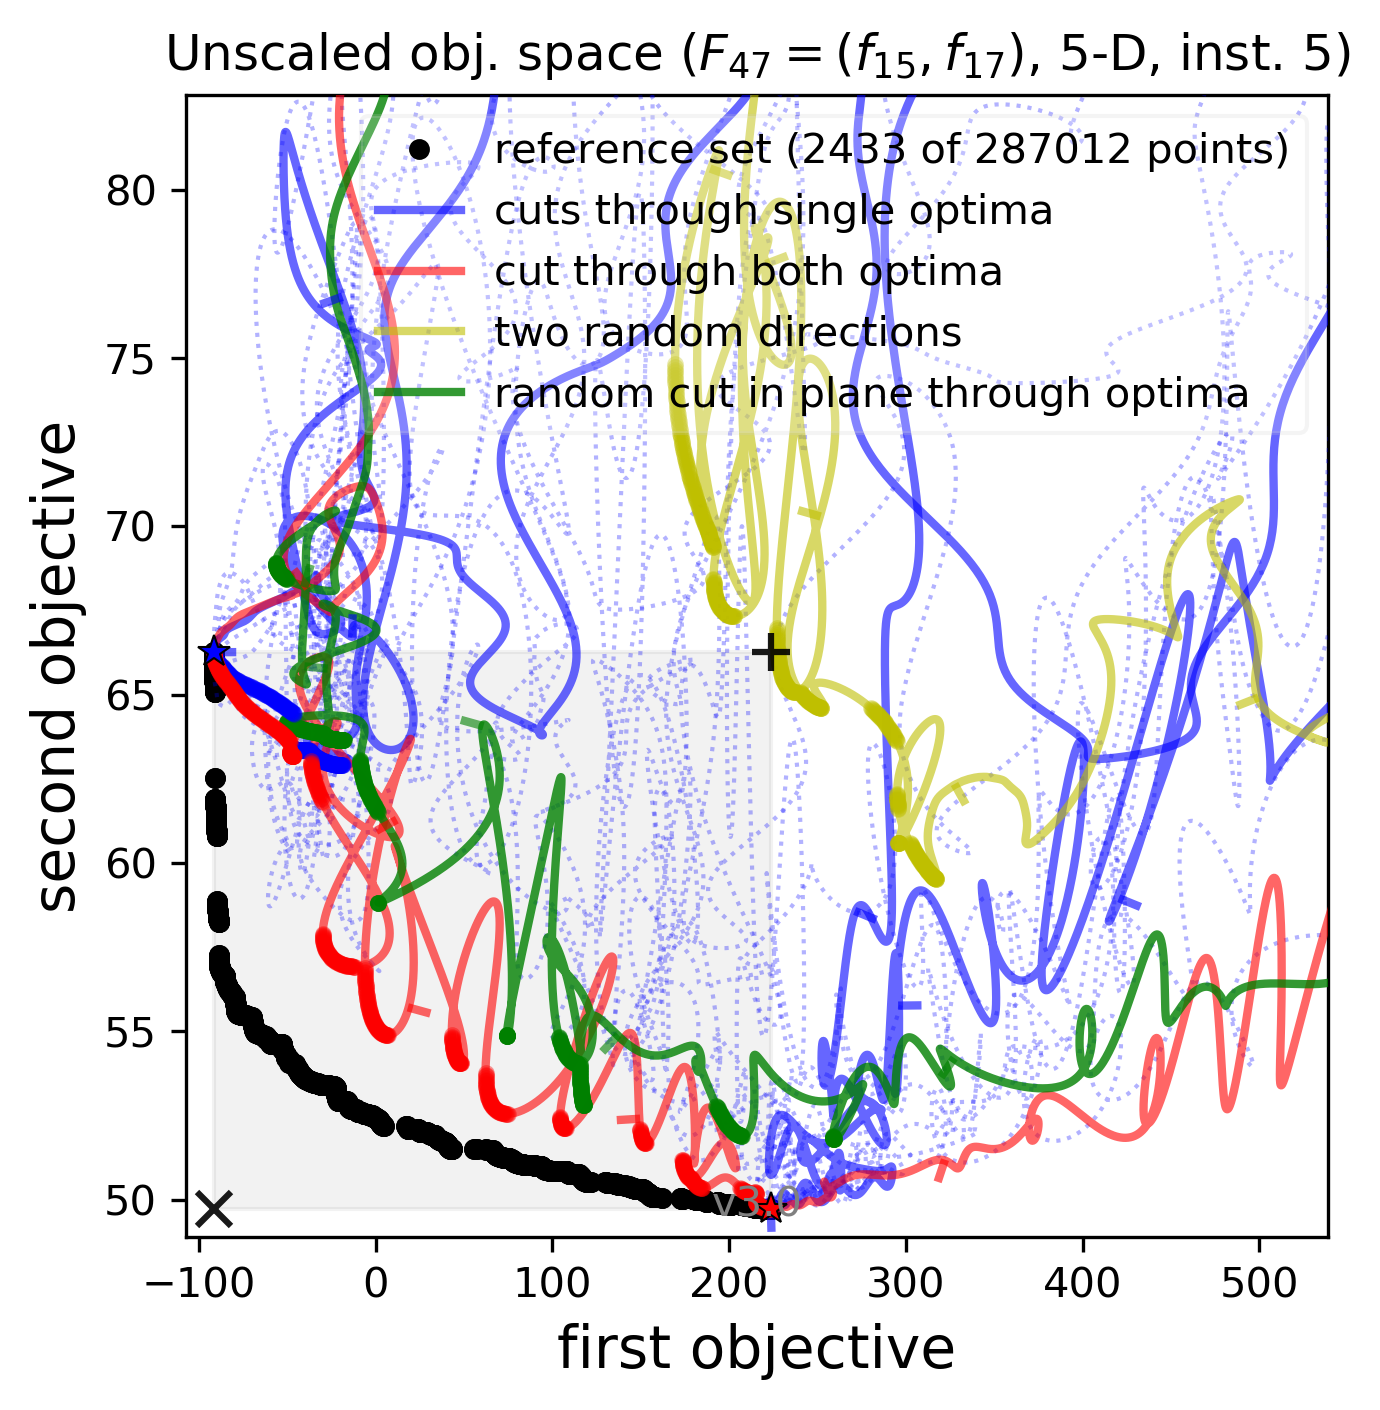 Unscaled obj. space (F₄₇ = (f₁₅, f₁₇), 5-D, inst. 5)
reference set (2433 of 287012 points)
cuts through single optima
cut through both optima
two random directions
random cut in plane through optima
80
75
70
65
60
55
50
second objective
v3.0
−100 0 100 200 300 400 500
first objective